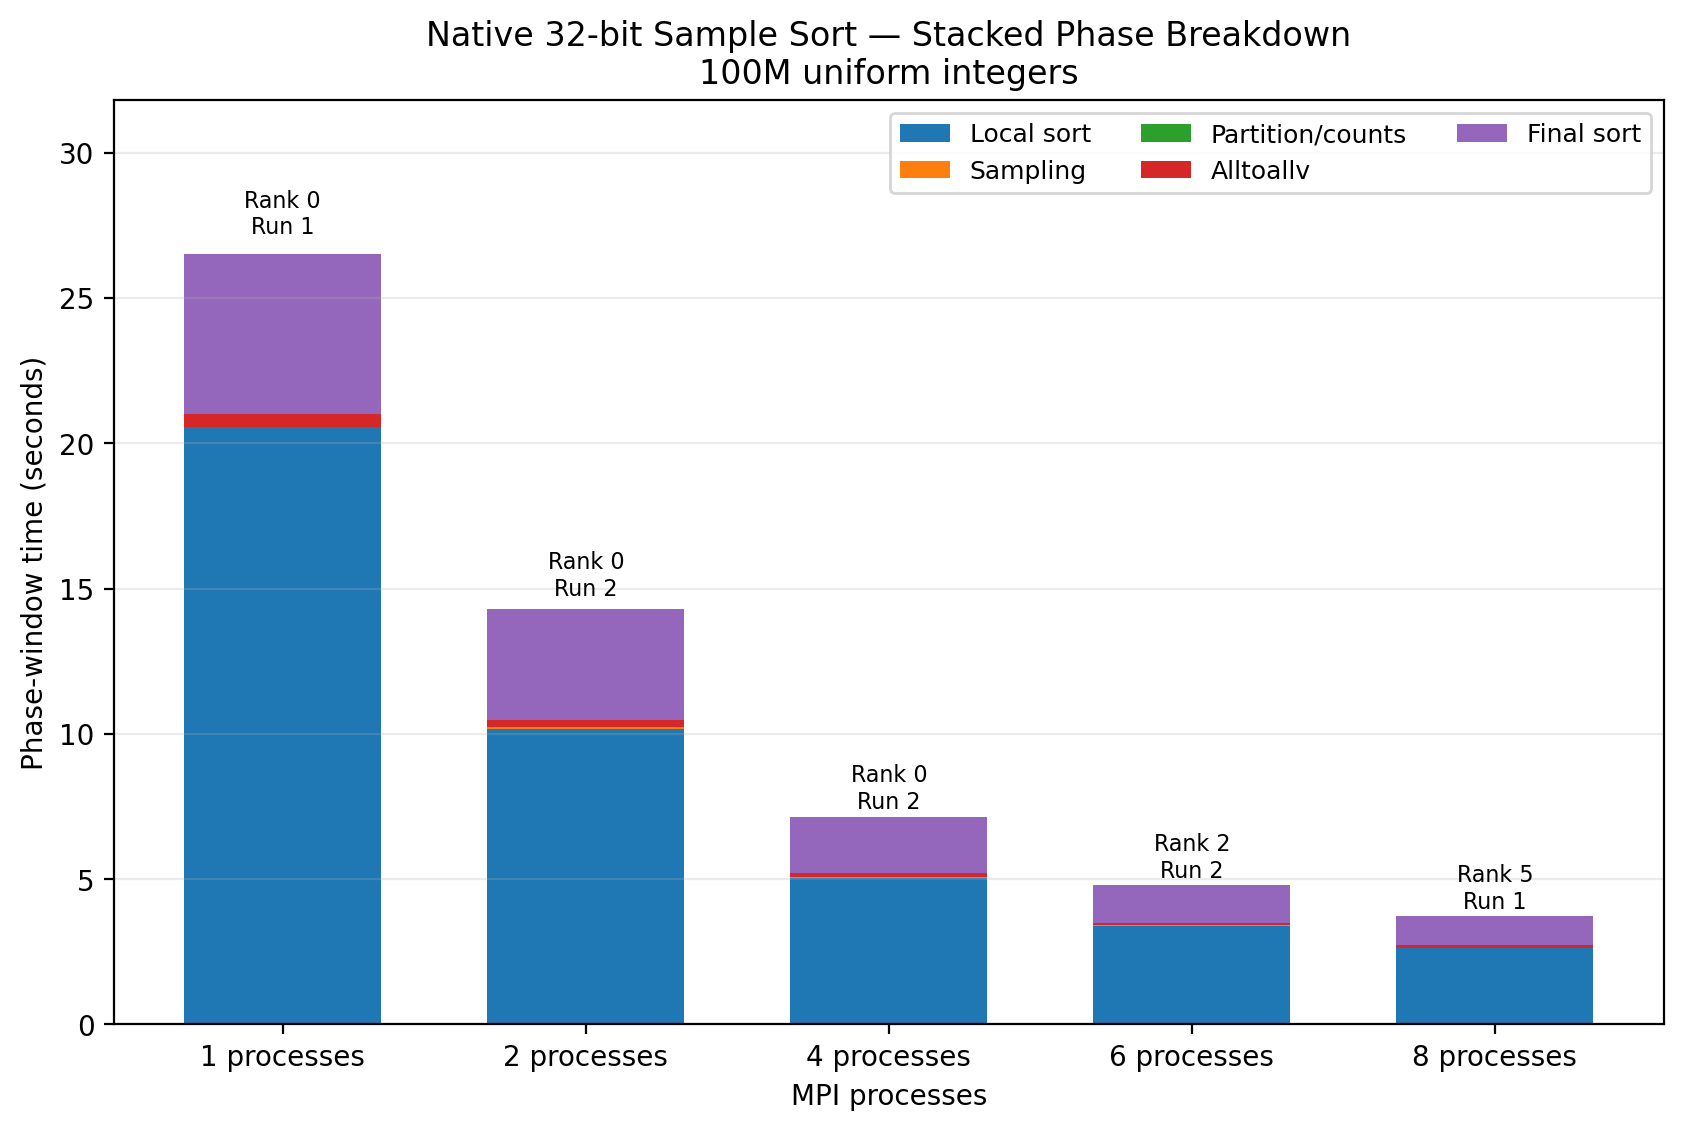 Native 32-bit Sample Sort — Stacked Phase Breakdown
100M uniform integers
Local sort
Sampling
Partition/counts
Alltoallv
Final sort
Phase-window time (seconds)
30
25
20
15
10
5
0
Rank 0
Run 1
Rank 0
Run 2
Rank 0
Run 2
Rank 2
Run 2
Rank 5
Run 1
1 processes
2 processes
4 processes
6 processes
8 processes
MPI processes